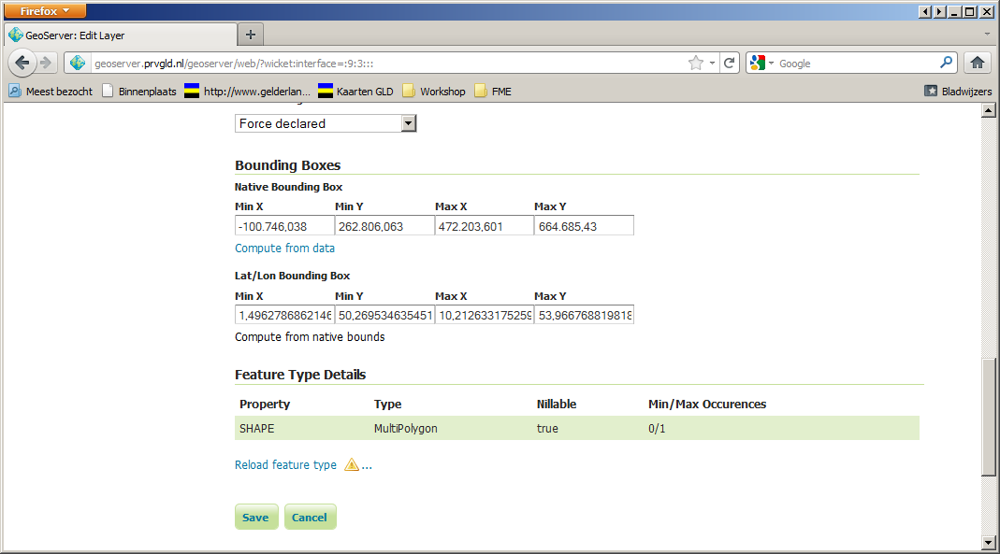 Firefox
GeoServer: Edit Layer
geoserver.prvgld.nl/geoserver/web/?wicket:interface=:9:3:::
Google
Meest bezocht Binnenplaats http://www.gelderlan... Kaarten GLD Workshop FME Bladwijzers
Force declared
Bounding Boxes
Native Bounding Box
Min X Min Y Max X Max Y
-100.746,038 262.806,063 472.203,601 664.685,43
Compute from data
Lat/Lon Bounding Box
Min X Min Y Max X Max Y
1,4962786862146 50,269534635451 10,212633175259 53,966768819818
Compute from native bounds
Feature Type Details
Property Type Nillable Min/Max Occurences
SHAPE MultiPolygon true 0/1
Reload feature type ...
Save Cancel